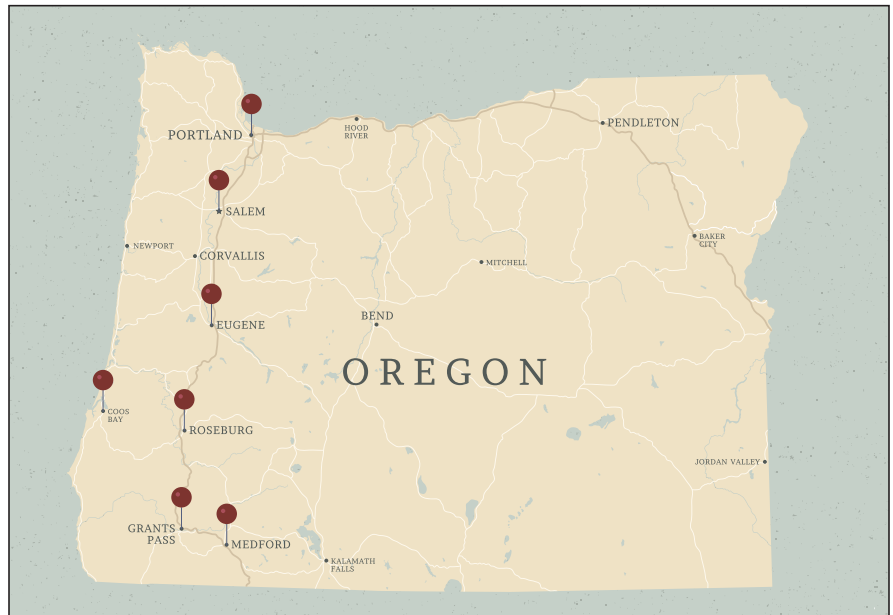 PENDLETON
HOOD
RIVER
PORTLAND
SALEM
BAKER
CITY
NEWPORT
CORVALLIS
MITCHELL
BEND
EUGENE
OREGON
COOS
BAY
ROSEBURG
JORDAN VALLEY
GRANTS
PASS
MEDFORD
KALAMATH
FALLS